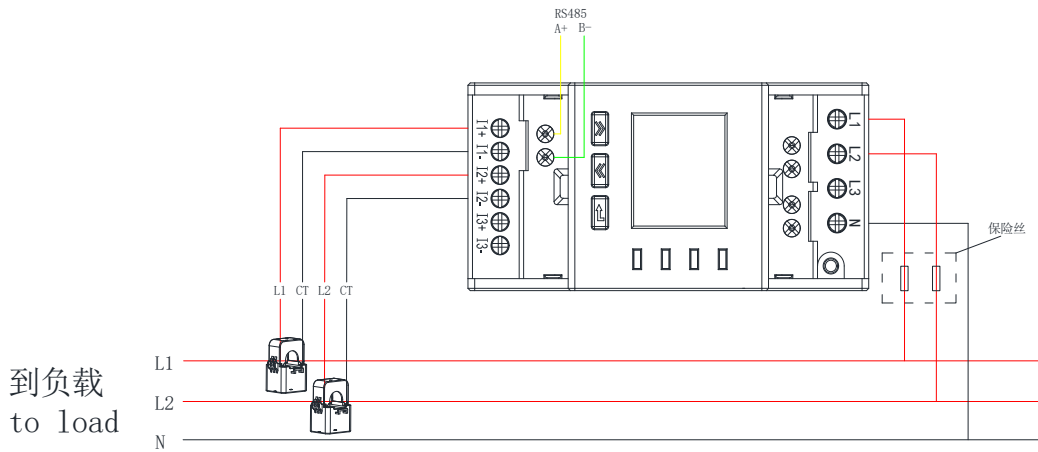 RS485
A+ B-
I1+
I1-
I2+
I2-
I3+
I3-
L1
L2
L3
N
保险丝
L1 CT L2 CT
L1
到负载
L2
to load
N